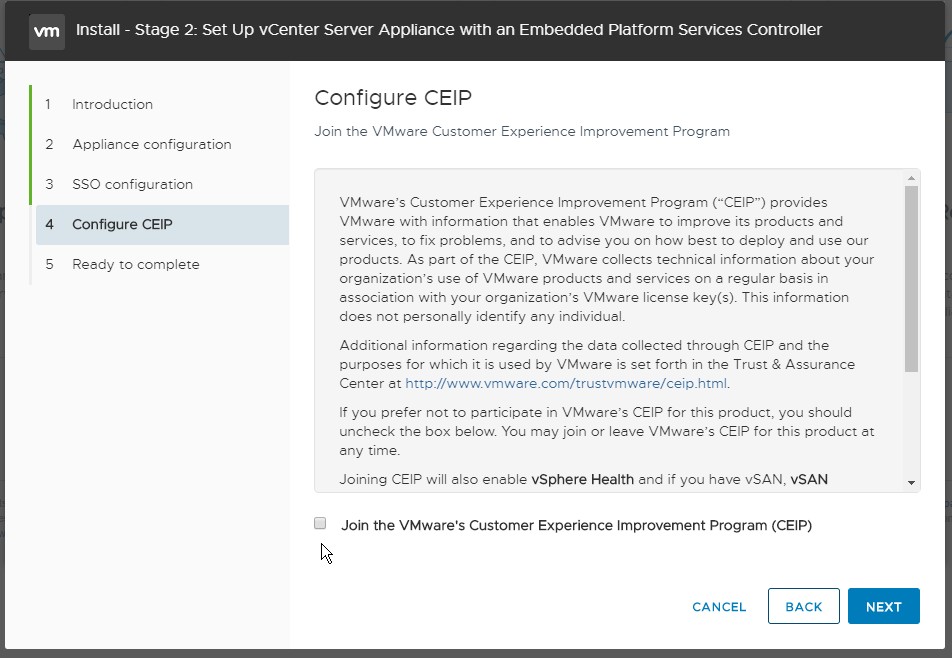 vm Install - Stage 2: Set Up vCenter Server Appliance with an Embedded Platform Services Controller
1 Introduction
2 Appliance configuration
3 SSO configuration
4 Configure CEIP
5 Ready to complete
Configure CEIP
Join the VMware Customer Experience Improvement Program
VMware’s Customer Experience Improvement Program (“CEIP”) provides
VMware with information that enables VMware to improve its products and
services, to fix problems, and to advise you on how best to deploy and use our
products. As part of the CEIP, VMware collects technical information about your
organization’s use of VMware products and services on a regular basis in
association with your organization’s VMware license key(s). This information
does not personally identify any individual.
Additional information regarding the data collected through CEIP and the
purposes for which it is used by VMware is set forth in the Trust & Assurance
Center at http://www.vmware.com/trustvmware/ceip.html.
If you prefer not to participate in VMware’s CEIP for this product, you should
uncheck the box below. You may join or leave VMware’s CEIP for this product at
any time.
Joining CEIP will also enable vSphere Health and if you have vSAN, vSAN
Join the VMware's Customer Experience Improvement Program (CEIP)
CANCEL BACK NEXT